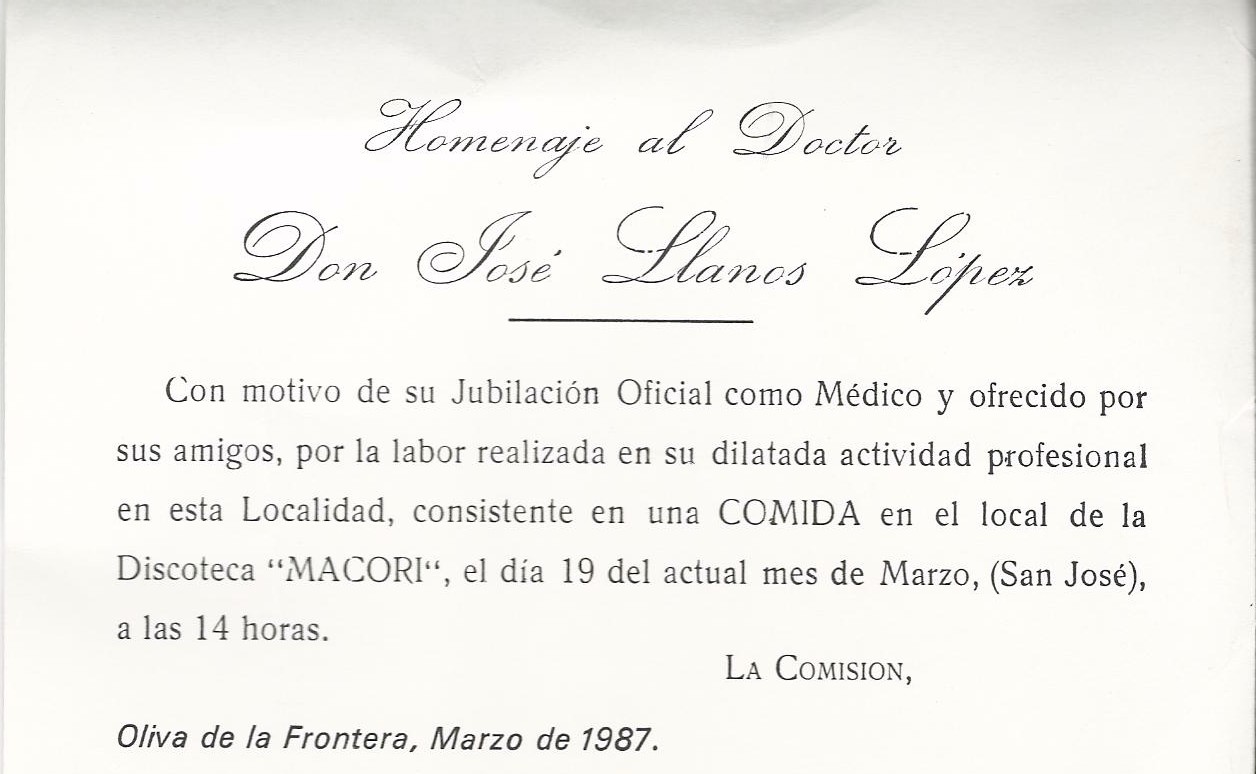 Homenaje al Doctor
Don José Llanos López
Con motivo de su Jubilación Oficial como Médico y ofrecido por
sus amigos, por la labor realizada en su dilatada actividad profesional
en esta Localidad, consistente en una COMIDA en el local de la
Discoteca “MACORI“, el día 19 del actual mes de Marzo, (San José),
a las 14 horas.
LA COMISION,
Oliva de la Frontera, Marzo de 1987.